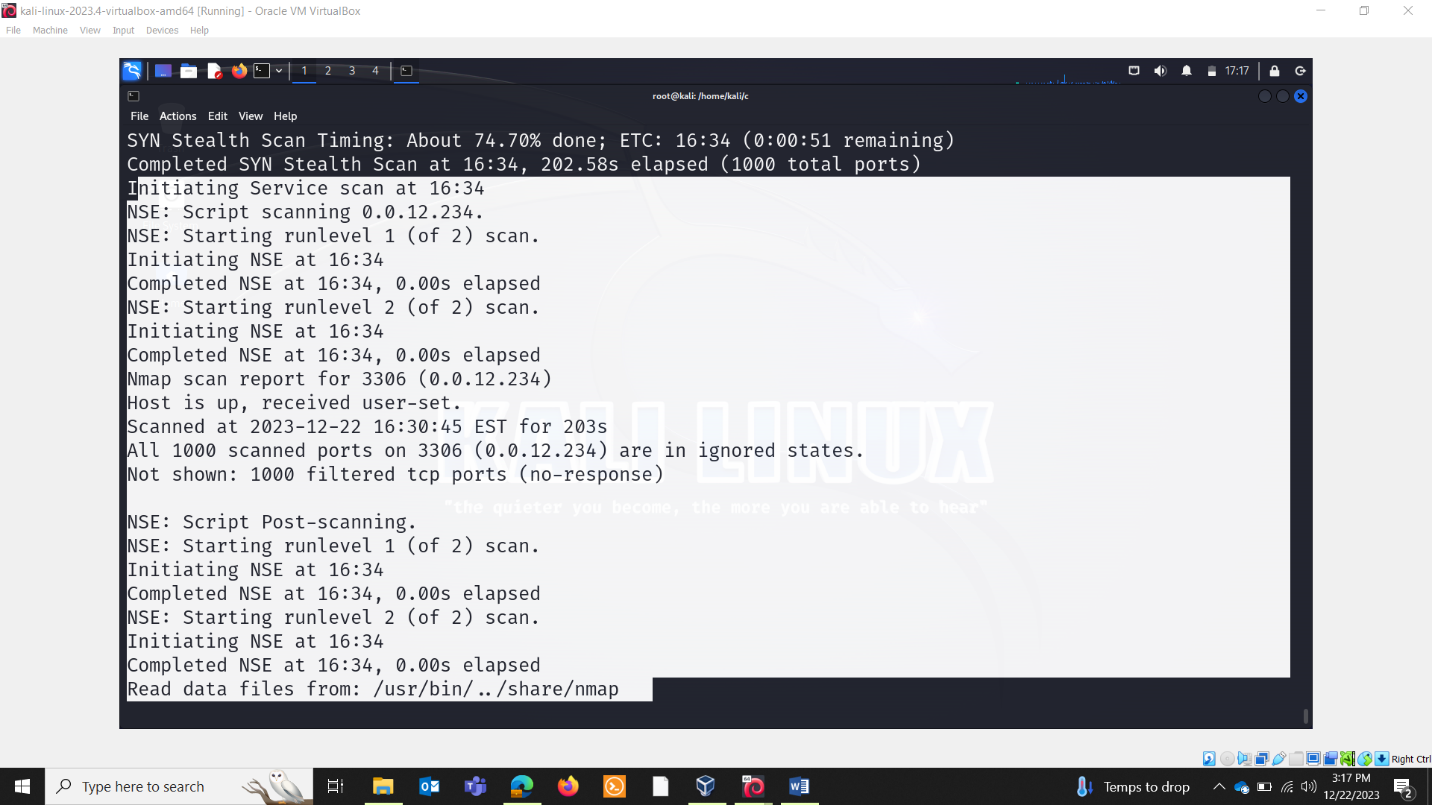 kali-linux-2023.4-virtualbox-amd64 [Running] - Oracle VM VirtualBox
File Machine View Input Devices Help
1 2 3 4
17:17
root@kali: /home/kali/c
File Actions Edit View Help
SYN Stealth Scan Timing: About 74.70% done; ETC: 16:34 (0:00:51 remaining)
Completed SYN Stealth Scan at 16:34, 202.58s elapsed (1000 total ports)
Initiating Service scan at 16:34
NSE: Script scanning 0.0.12.234.
NSE: Starting runlevel 1 (of 2) scan.
Initiating NSE at 16:34
Completed NSE at 16:34, 0.00s elapsed
NSE: Starting runlevel 2 (of 2) scan.
Initiating NSE at 16:34
Completed NSE at 16:34, 0.00s elapsed
Nmap scan report for 3306 (0.0.12.234)
Host is up, received user-set.
Scanned at 2023-12-22 16:30:45 EST for 203s
All 1000 scanned ports on 3306 (0.0.12.234) are in ignored states.
Not shown: 1000 filtered tcp ports (no-response)
KALI LINUX
"the quieter you become, the more you are able to hear"
NSE: Script Post-scanning.
NSE: Starting runlevel 1 (of 2) scan.
Initiating NSE at 16:34
Completed NSE at 16:34, 0.00s elapsed
NSE: Starting runlevel 2 (of 2) scan.
Initiating NSE at 16:34
Completed NSE at 16:34, 0.00s elapsed
Read data files from: /usr/bin/../share/nmap
Right Ctrl
Type here to search
Temps to drop
3:17 PM
12/22/2023
2